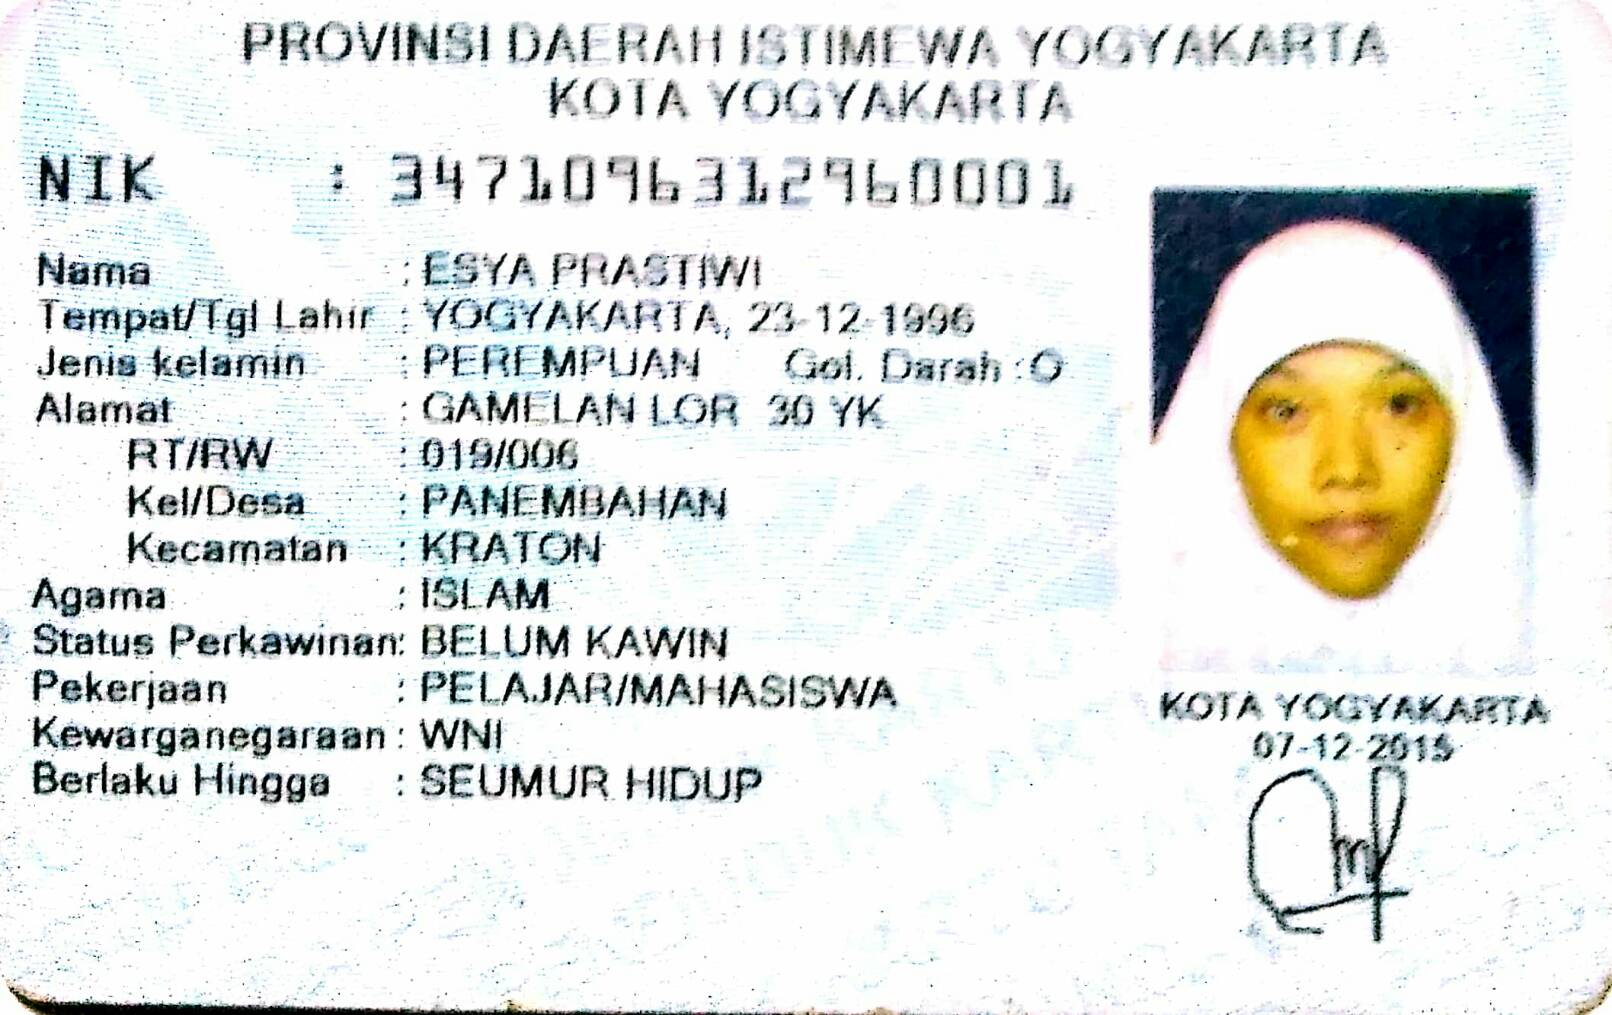 PROVINSI DAERAH ISTIMEWA YOGYAKARTA
KOTA YOGYAKARTA
NIK : 3471096312960001
Nama : ESYA PRASTIWI
Tempat/Tgl Lahir : YOGYAKARTA, 23-12-1996
Jenis kelamin : PEREMPUAN Gol. Darah :O
Alamat : GAMELAN LOR 30 YK
RT/RW : 019/006
Kel/Desa : PANEMBAHAN
Kecamatan : KRATON
Agama : ISLAM
Status Perkawinan: BELUM KAWIN
Pekerjaan : PELAJAR/MAHASISWA
Kewarganegaraan : WNI
Berlaku Hingga : SEUMUR HIDUP
KOTA YOGYAKARTA
07-12-2015